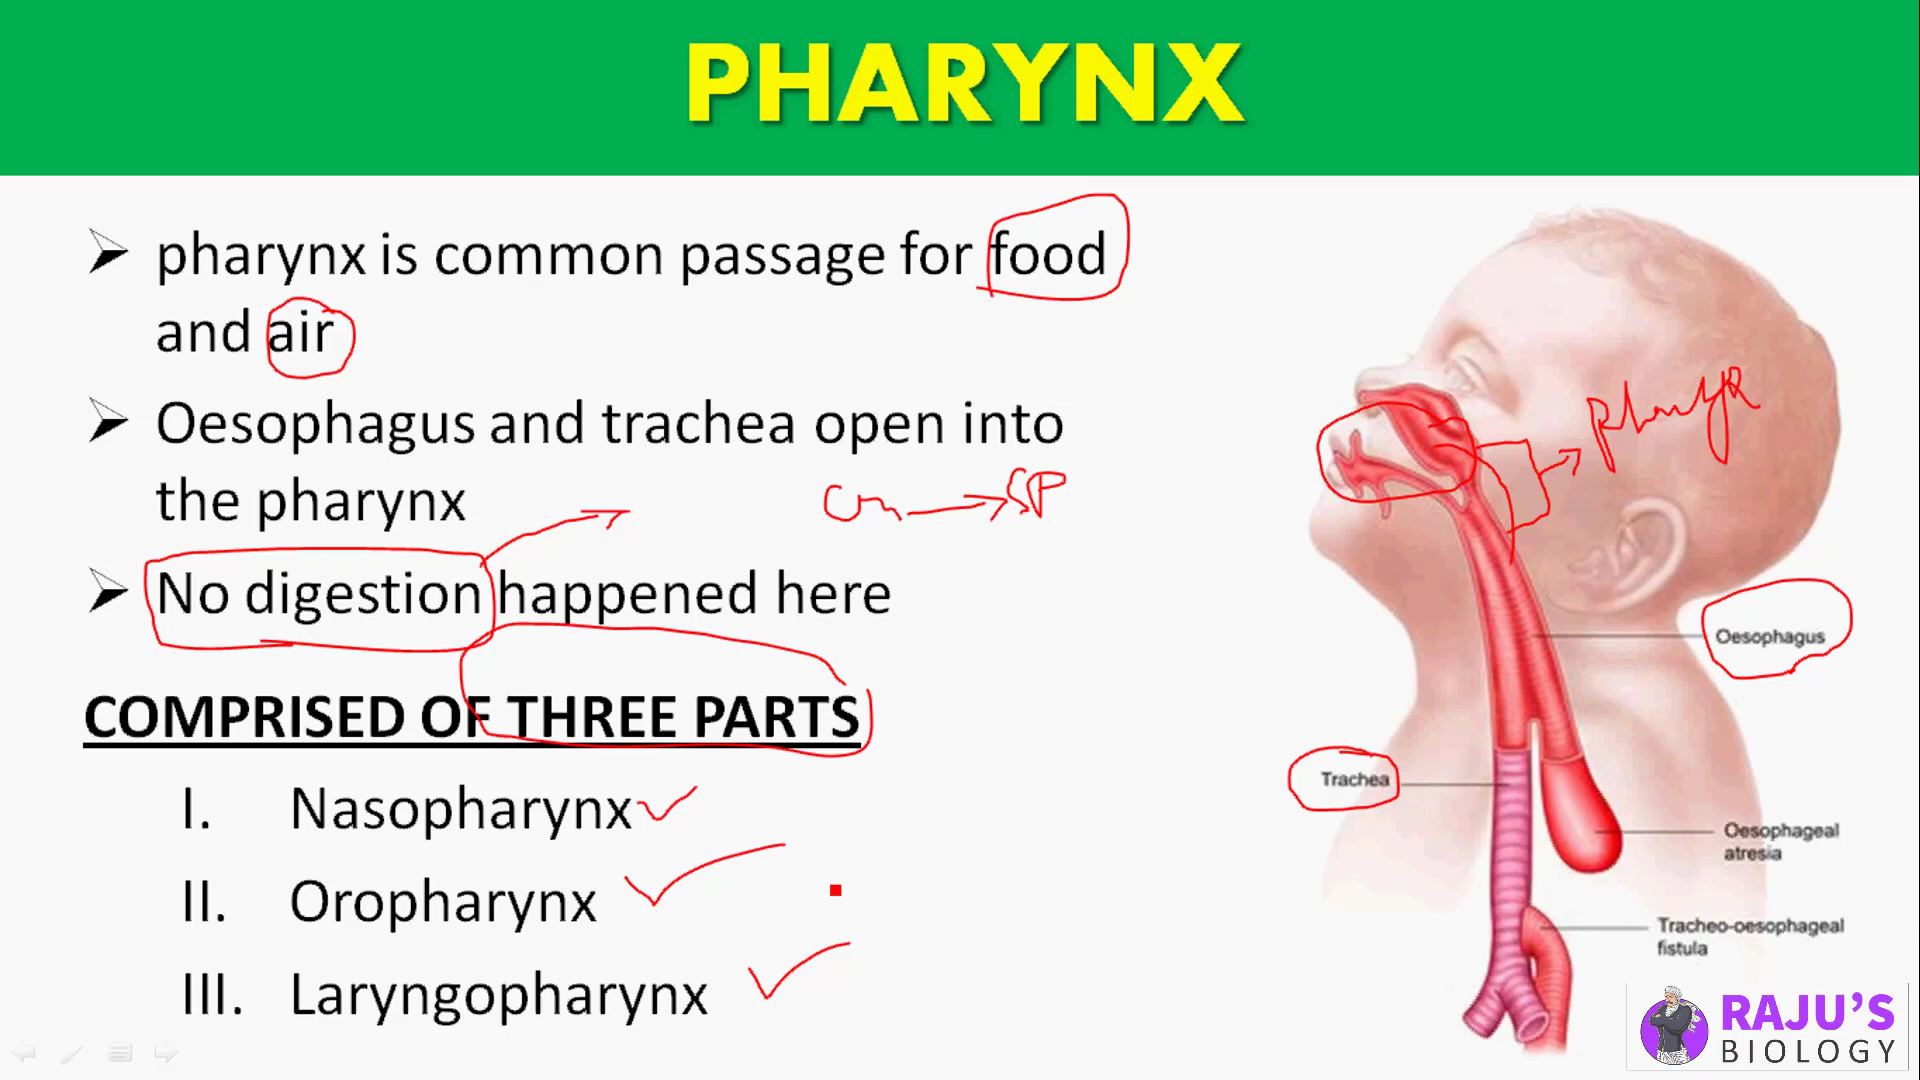 PHARYNX
pharynx is common passage for food
and air
Oesophagus and trachea open into
the pharynx
No digestion happened here
COMPRISED OF THREE PARTS
I. Nasopharynx
II. Oropharynx
III. Laryngopharynx
Oesophagus
Trachea
Oesophageal
atresia
Tracheo-oesophageal
fistula
RAJU'S
BIOLOGY